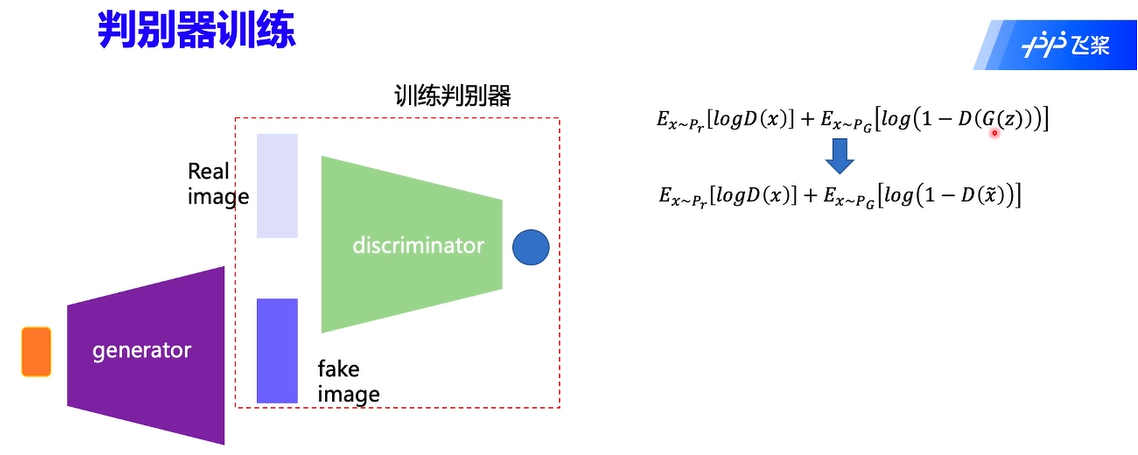 判别器训练
飞桨
训练判别器
Real
image
discriminator
generator
fake
image
$E_{x\sim P_r}[logD(x)] + E_{x\sim P_G}[log(1 - D(G(z)))]$
$E_{x\sim P_r}[logD(x)] + E_{x\sim P_G}[log(1 - D(\tilde{x}))]$